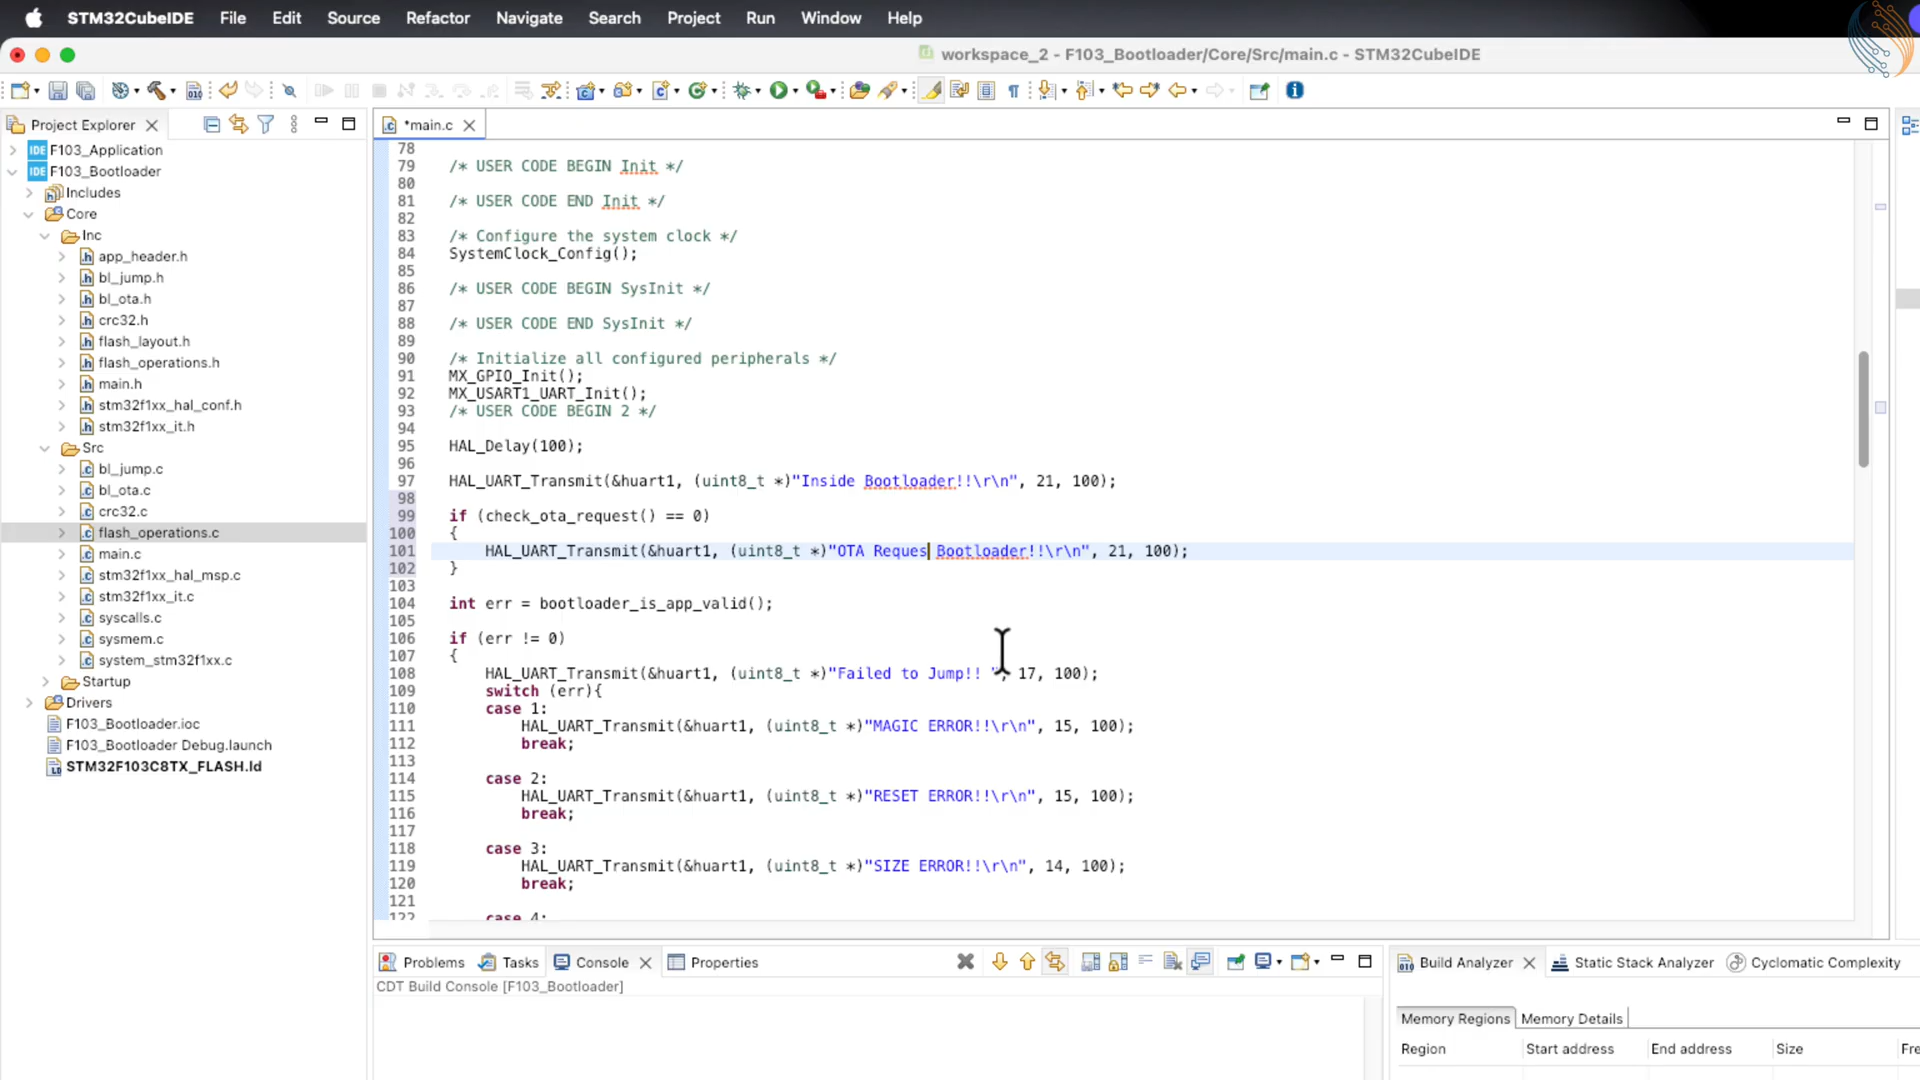 STM32CubeIDE File Edit Source Refactor Navigate Search Project Run Window Help
workspace_2 - F103_Bootloader/Core/Src/main.c - STM32CubeIDE
Project Explorer
F103_Application
F103_Bootloader
Includes
Core
Inc
app_header.h
bl_jump.h
bl_ota.h
crc32.h
flash_layout.h
flash_operations.h
main.h
stm32f1xx_hal_conf.h
stm32f1xx_it.h
Src
bl_jump.c
bl_ota.c
crc32.c
flash_operations.c
main.c
stm32f1xx_hal_msp.c
stm32f1xx_it.c
syscalls.c
sysmem.c
system_stm32f1xx.c
Startup
Drivers
F103_Bootloader.ioc
F103_Bootloader Debug.launch
STM32F103C8TX_FLASH.ld
*main.c
78
79 /* USER CODE BEGIN Init */
80
81 /* USER CODE END Init */
82
83 /* Configure the system clock */
84 SystemClock_Config();
85
86 /* USER CODE BEGIN SysInit */
87
88 /* USER CODE END SysInit */
89
90 /* Initialize all configured peripherals */
91 MX_GPIO_Init();
92 MX_USART1_UART_Init();
93 /* USER CODE BEGIN 2 */
94
95 HAL_Delay(100);
96
97 HAL_UART_Transmit(&huart1, (uint8_t *)"Inside Bootloader!!\r\n", 21, 100);
98
99 if (check_ota_request() == 0)
100 {
101 HAL_UART_Transmit(&huart1, (uint8_t *)"OTA Reques Bootloader!!\r\n", 21, 100);
102 }
103
104 int err = bootloader_is_app_valid();
105
106 if (err != 0)
107 {
108 HAL_UART_Transmit(&huart1, (uint8_t *)"Failed to Jump!! ", 17, 100);
109 switch (err){
110 case 1:
111 HAL_UART_Transmit(&huart1, (uint8_t *)"MAGIC ERROR!!\r\n", 15, 100);
112 break;
113
114 case 2:
115 HAL_UART_Transmit(&huart1, (uint8_t *)"RESET ERROR!!\r\n", 15, 100);
116 break;
117
118 case 3:
119 HAL_UART_Transmit(&huart1, (uint8_t *)"SIZE ERROR!!\r\n", 14, 100);
120 break;
121
122 case 4:
Problems Tasks Console Properties
CDT Build Console [F103_Bootloader]
Build Analyzer Static Stack Analyzer Cyclomatic Complexity
Memory Regions Memory Details
Region Start address End address Size